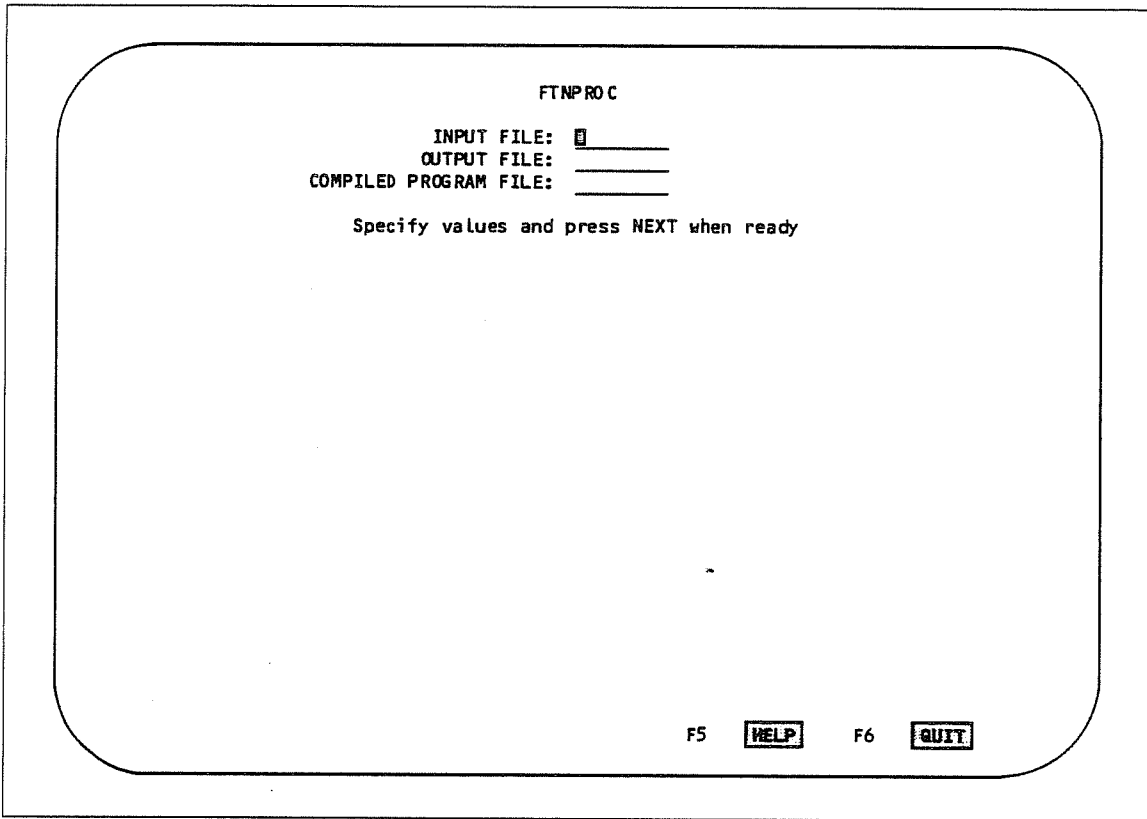 FTNPROC
INPUT FILE:
OUTPUT FILE:
COMPILED PROGRAM FILE:
Specify values and press NEXT when ready
F5 HELP F6 QUIT